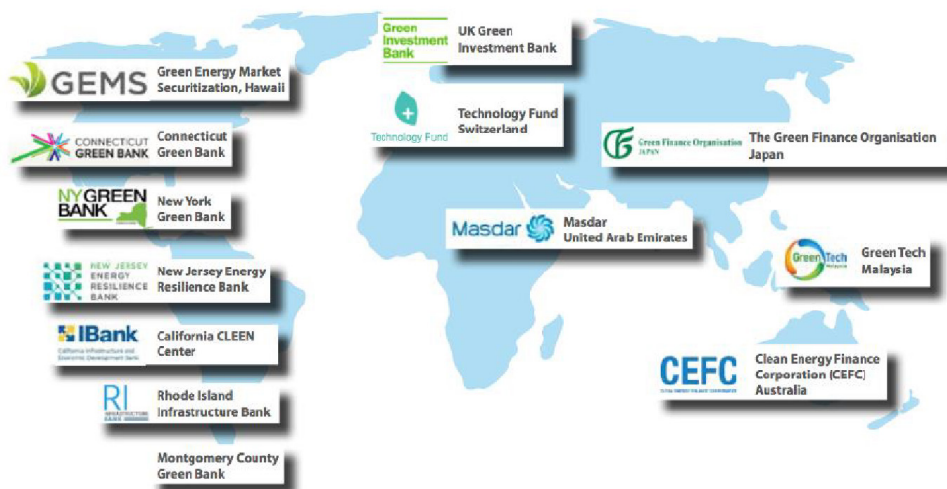 Green
Investment
Bank
UK Green
Investment Bank
GEMS
Green Energy Market
Securitization, Hawaii
Technology Fund
Technology Fund
Switzerland
CONNECTICUT
GREEN BANK
Connecticut
Green Bank
Green Finance Organisation
JAPAN
The Green Finance Organisation
Japan
NYGREEN
BANK
New York
Green Bank
Masdar
Masdar
United Arab Emirates
GreenTech
Malaysia
GreenTech
Malaysia
NEW JERSEY
ENERGY
RESILIENCE
BANK
New Jersey Energy
Resilience Bank
IBank
California Infrastructure and
Economic Development Bank
California CLEEN
Center
CEFC
CLEAN ENERGY FINANCE CORPORATION
Clean Energy Finance
Corporation (CEFC)
Australia
RI
INFRASTRUCTURE
BANK
Rhode Island
Infrastructure Bank
Montgomery County
Green Bank